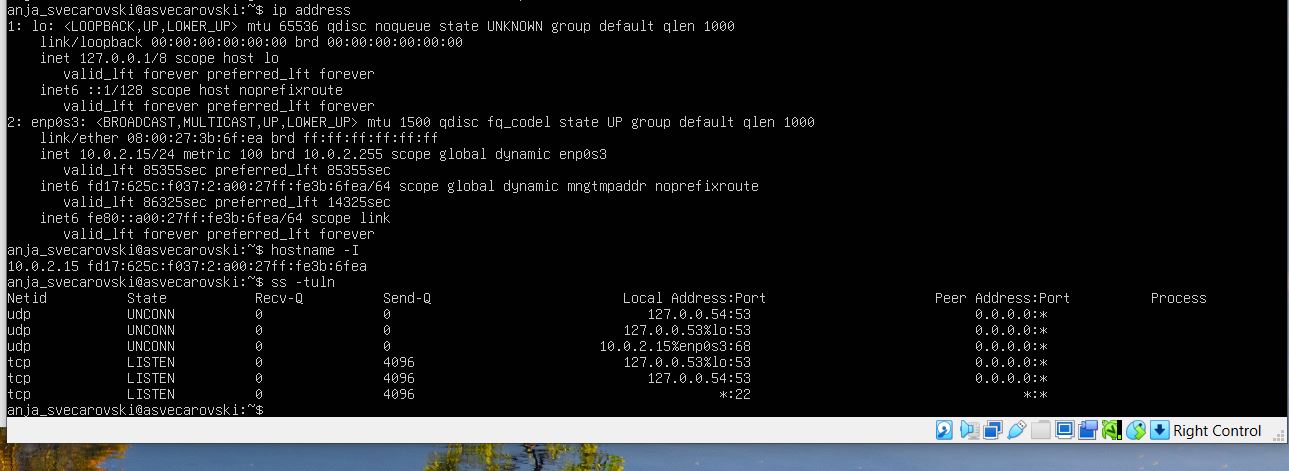 anja_svecarovski@asvecarovski:~$ ip address
1: lo: <LOOPBACK,UP,LOWER_UP> mtu 65536 qdisc noqueue state UNKNOWN group default qlen 1000
    link/loopback 00:00:00:00:00:00 brd 00:00:00:00:00:00
    inet 127.0.0.1/8 scope host lo
       valid_lft forever preferred_lft forever
    inet6 ::1/128 scope host noprefixroute
       valid_lft forever preferred_lft forever
2: enp0s3: <BROADCAST,MULTICAST,UP,LOWER_UP> mtu 1500 qdisc fq_codel state UP group default qlen 1000
    link/ether 08:00:27:3b:6f:ea brd ff:ff:ff:ff:ff:ff
    inet 10.0.2.15/24 metric 100 brd 10.0.2.255 scope global dynamic enp0s3
       valid_lft 85355sec preferred_lft 85355sec
    inet6 fd17:625c:f037:2:a00:27ff:fe3b:6fea/64 scope global dynamic mngtmpaddr noprefixroute
       valid_lft 86325sec preferred_lft 14325sec
    inet6 fe80::a00:27ff:fe3b:6fea/64 scope link
       valid_lft forever preferred_lft forever
anja_svecarovski@asvecarovski:~$ hostname -I
10.0.2.15 fd17:625c:f037:2:a00:27ff:fe3b:6fea
anja_svecarovski@asvecarovski:~$ ss -tuln
Netid State Recv-Q Send-Q Local Address:Port Peer Address:Port Process
udp UNCONN 0 0 127.0.0.54:53 0.0.0.0:*
udp UNCONN 0 0 127.0.0.53%lo:53 0.0.0.0:*
udp UNCONN 0 0 10.0.2.15%enp0s3:68 0.0.0.0:*
tcp LISTEN 0 4096 127.0.0.53%lo:53 0.0.0.0:*
tcp LISTEN 0 4096 127.0.0.54:53 0.0.0.0:*
tcp LISTEN 0 4096 *:22 *:*
anja_svecarovski@asvecarovski:~$
Right Control